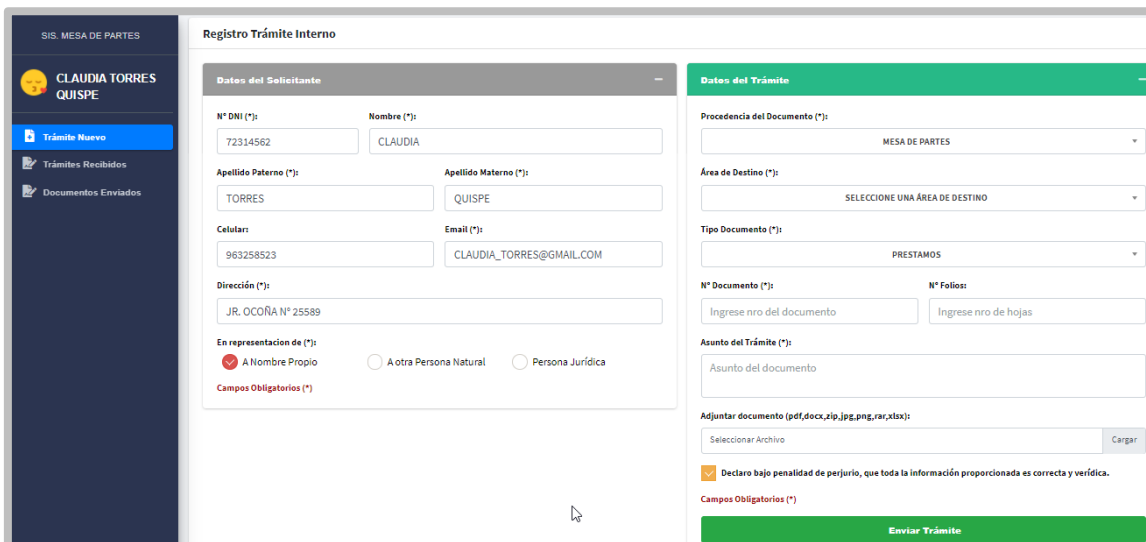 SIS. MESA DE PARTES
CLAUDIA TORRES
QUISPE
Trámite Nuevo
Trámites Recibidos
Documentos Enviados
Registro Trámite Interno
Datos del Solicitante
N° DNI (*):
Nombre (*):
72314562
CLAUDIA
Apellido Paterno (*):
Apellido Materno (*):
TORRES
QUISPE
Celular:
Email (*):
963258523
CLAUDIA_TORRES@GMAIL.COM
Dirección (*):
JR. OCOÑA N° 25589
En representacion de (*):
A Nombre Propio
A otra Persona Natural
Persona Jurídica
Campos Obligatorios (*)
Datos del Trámite
Procedencia del Documento (*):
MESA DE PARTES
Área de Destino (*):
SELECCIONE UNA ÁREA DE DESTINO
Tipo Documento (*):
PRESTAMOS
N° Documento (*):
N° Folios:
Ingrese nro del documento
Ingrese nro de hojas
Asunto del Trámite (*):
Asunto del documento
Adjuntar documento (pdf,docx,zip,jpg,png,rar,xlsx):
Seleccionar Archivo
Cargar
Declaro bajo penalidad de perjurio, que toda la información proporcionada es correcta y verídica.
Campos Obligatorios (*)
Enviar Trámite